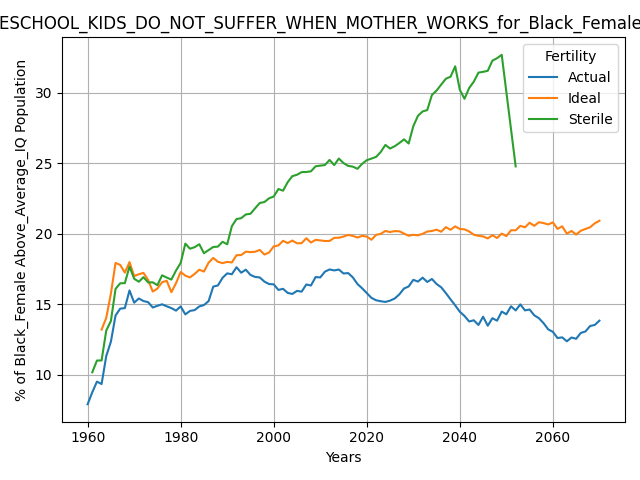 ESCHOOL_KIDS_DO_NOT_SUFFER_WHEN_MOTHER_WORKS_for_Black_Female
Fertility
Actual
Ideal
Sterile
% of Black_Female Above_Average_IQ Population
30
25
20
15
10
1960
1980
2000
2020
2040
2060
Years